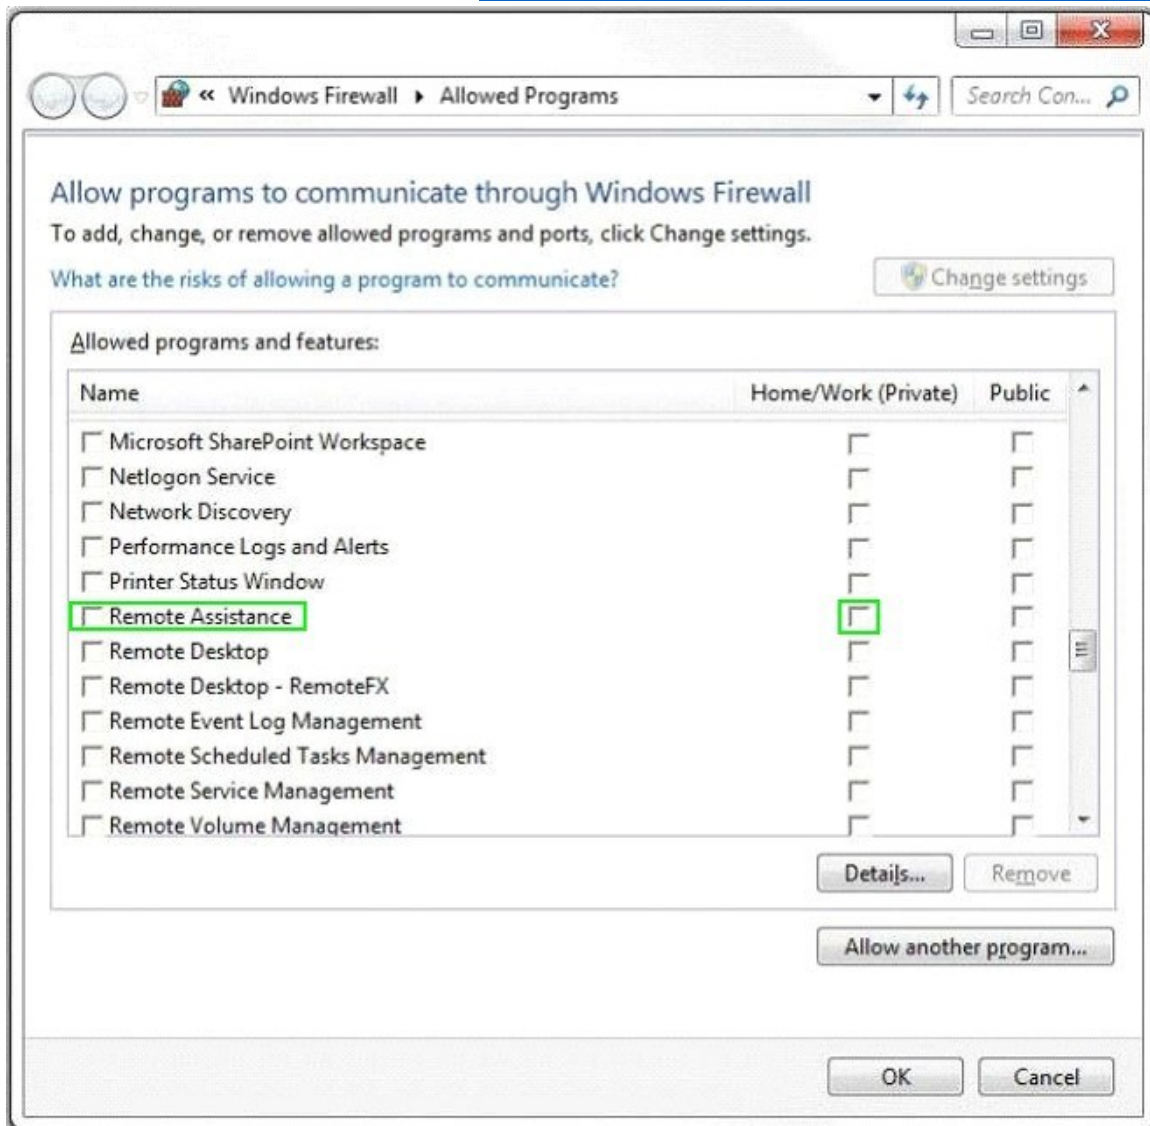 « Windows Firewall ▸ Allowed Programs Search Con...
Allow programs to communicate through Windows Firewall
To add, change, or remove allowed programs and ports, click Change settings.
What are the risks of allowing a program to communicate? Change settings
Allowed programs and features:
Name Home/Work (Private) Public
Microsoft SharePoint Workspace
Netlogon Service
Network Discovery
Performance Logs and Alerts
Printer Status Window
Remote Assistance
Remote Desktop
Remote Desktop - RemoteFX
Remote Event Log Management
Remote Scheduled Tasks Management
Remote Service Management
Remote Volume Management
Details... Remove
Allow another program...
OK Cancel